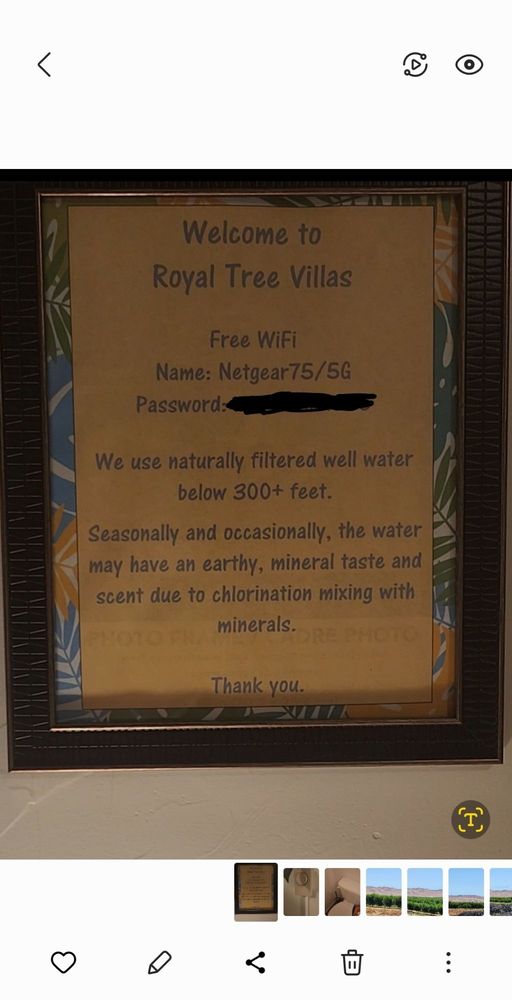 Welcome to
Royal Tree Villas
Free WiFi
Name: Netgear75/5G
Password:
We use naturally filtered well water
below 300+ feet.
Seasonally and occasionally, the water
may have an earthy, mineral taste and
scent due to chlorination mixing with
minerals.
PHOTO FRAME / CADRE PHOTO
Thank you.
T